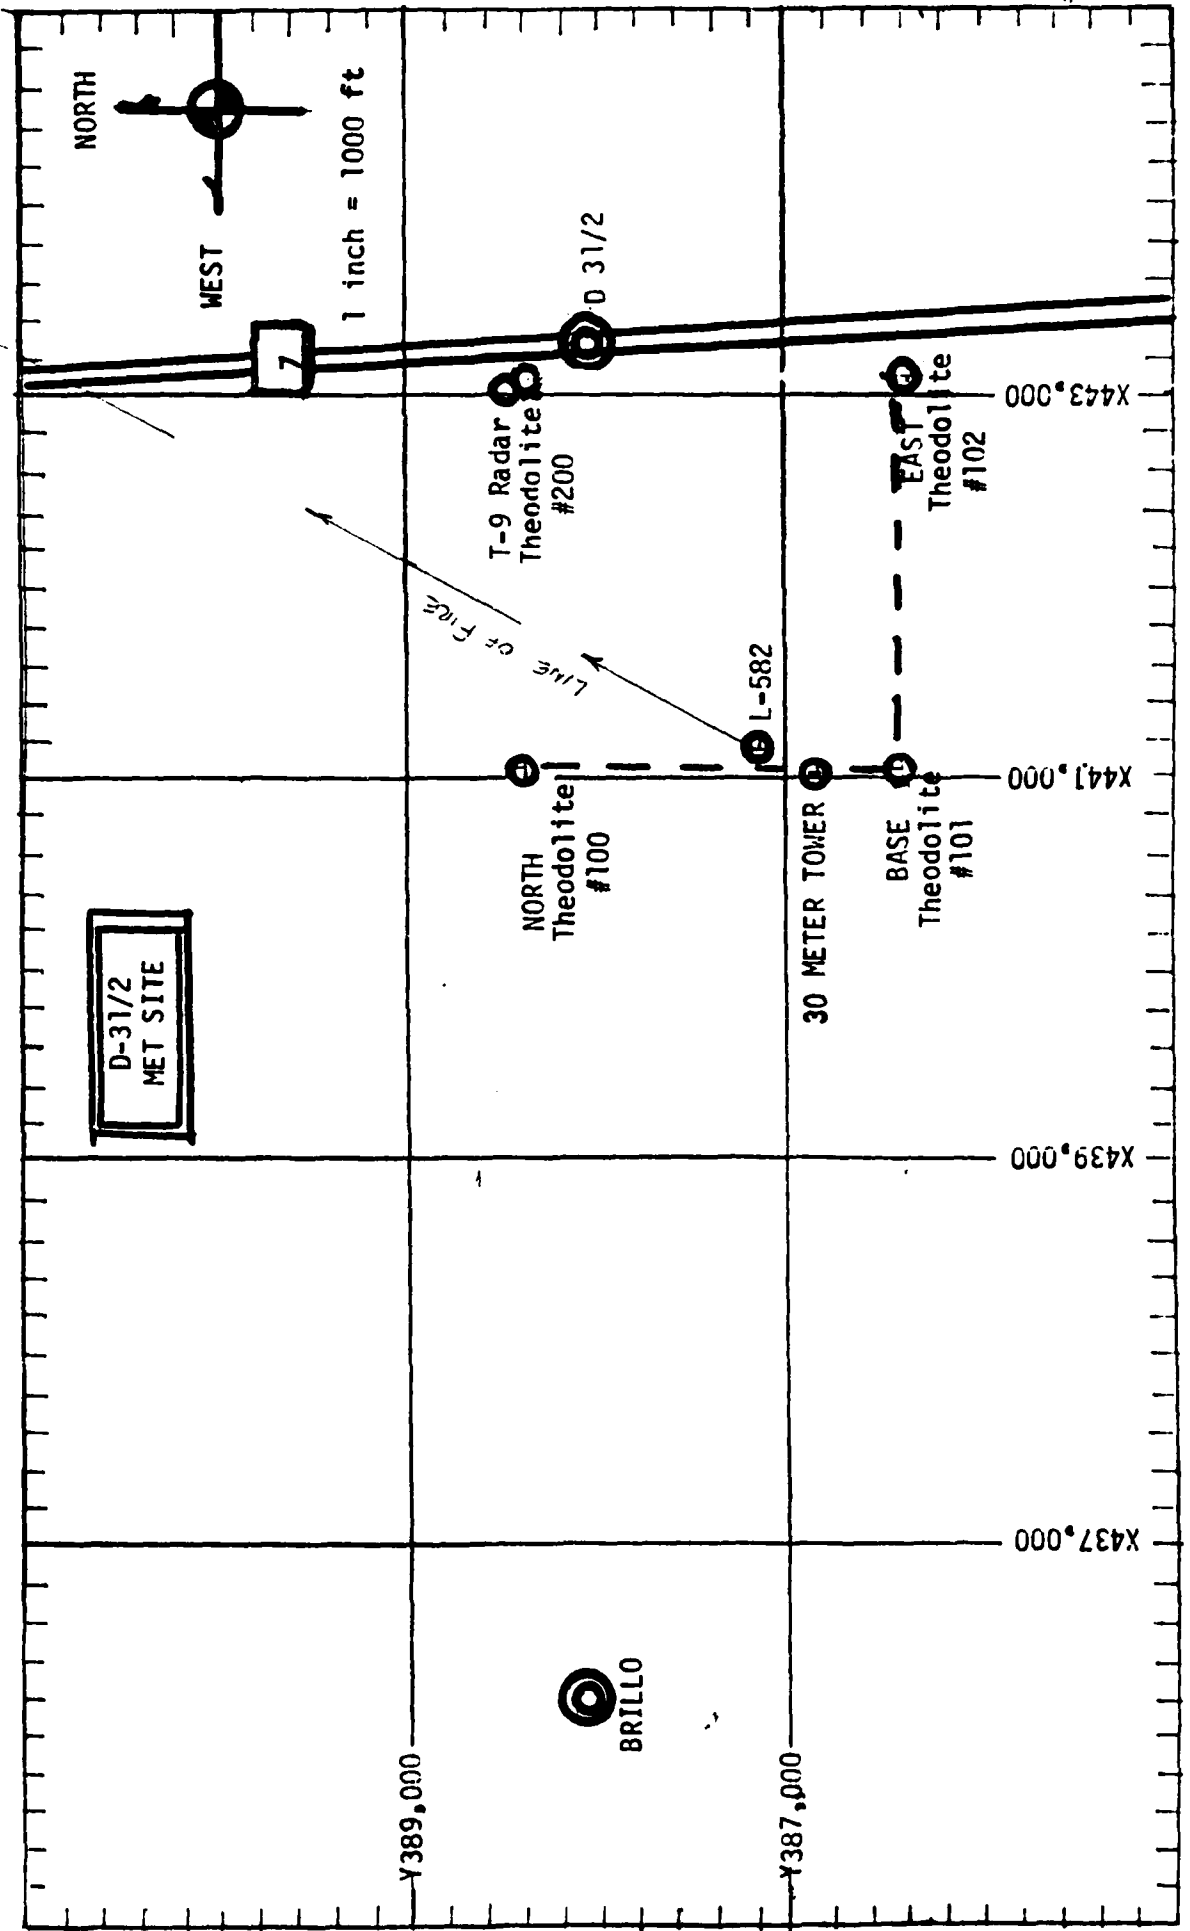 D-31/2
MET SITE
NORTH
WEST
1 inch = 1000 ft
7
Y389,000
Y387,000
BRILLO
NORTH
Theodolite
#100
LINE OF FIRE
T-9 Radar
Theodolite
#200
D 31/2
L-582
30 METER TOWER
BASE
Theodolite
#101
EAST
Theodolite
#102
X437,000
X439,000
X441,000
X443,000